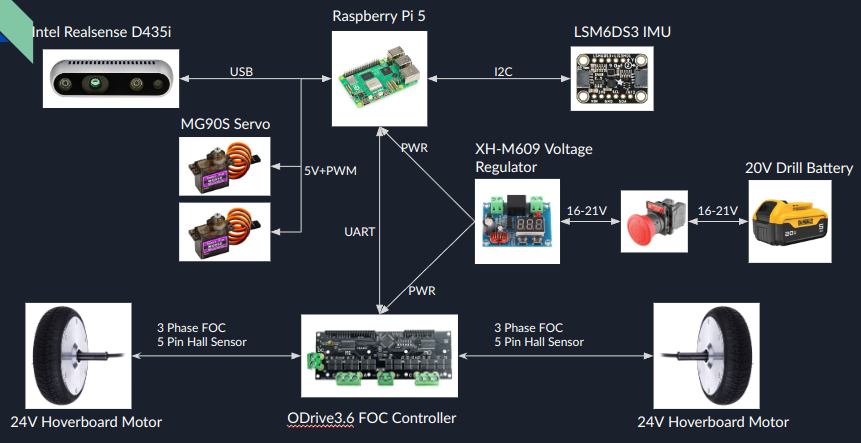 Raspberry Pi 5
Intel Realsense D435i
LSM6DS3 IMU
USB
I2C
MG90S Servo
5V+PWM
PWR
XH-M609 Voltage
Regulator
20V Drill Battery
16-21V
16-21V
UART
PWR
3 Phase FOC
5 Pin Hall Sensor
3 Phase FOC
5 Pin Hall Sensor
24V Hoverboard Motor
ODrive3.6 FOC Controller
24V Hoverboard Motor